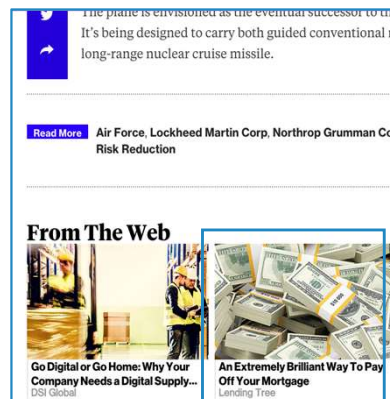 The plane is envisioned as the eventual successor to th
It's being designed to carry both guided conventional
long-range nuclear cruise missile.
Read More Air Force, Lockheed Martin Corp, Northrop Grumman Co
Risk Reduction
From The Web
Go Digital or Go Home: Why Your
Company Needs a Digital Supply...
DSI Global
An Extremely Brilliant Way To Pay
Off Your Mortgage
Lending Tree